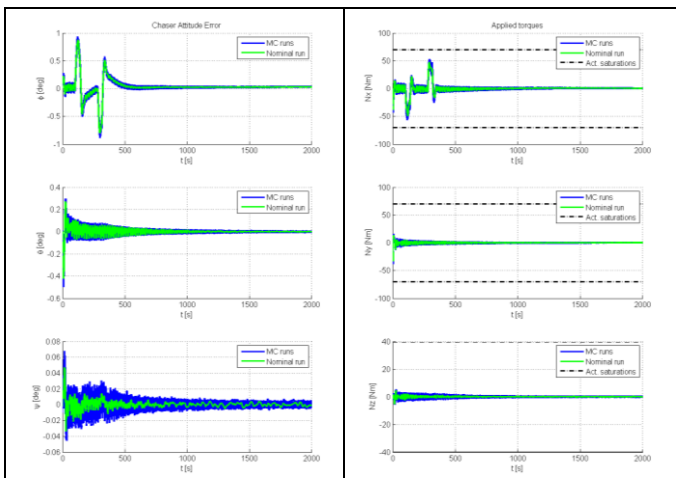 Chaser Attitude Error
1
0.5
0
-0.5
-1
0 500 1000 1500 2000
t [s]
ϕ [deg]
MC runs
Nominal run
0.4
0.2
0
-0.2
-0.4
0.6
0 500 1000 1500 2000
t [s]
ϕ [deg]
MC runs
Nominal run
0.08
0.06
0.04
0.02
0
-0.02
-0.04
-0.06
0 500 1000 1500 2000
t [s]
ψ [deg]
MC runs
Nominal run
Applied torques
100
50
0
-50
-100
0 500 1000 1500 2000
t [s]
Nx [Nm]
MC runs
Nominal run
Act. saturations
100
50
0
-50
-100
0 500 1000 1500 2000
t [s]
Ny [Nm]
MC runs
Nominal run
Act. saturations
40
20
0
-20
-40
0 500 1000 1500 2000
t [s]
Nz [Nm]
MC runs
Nominal run
Act. saturations